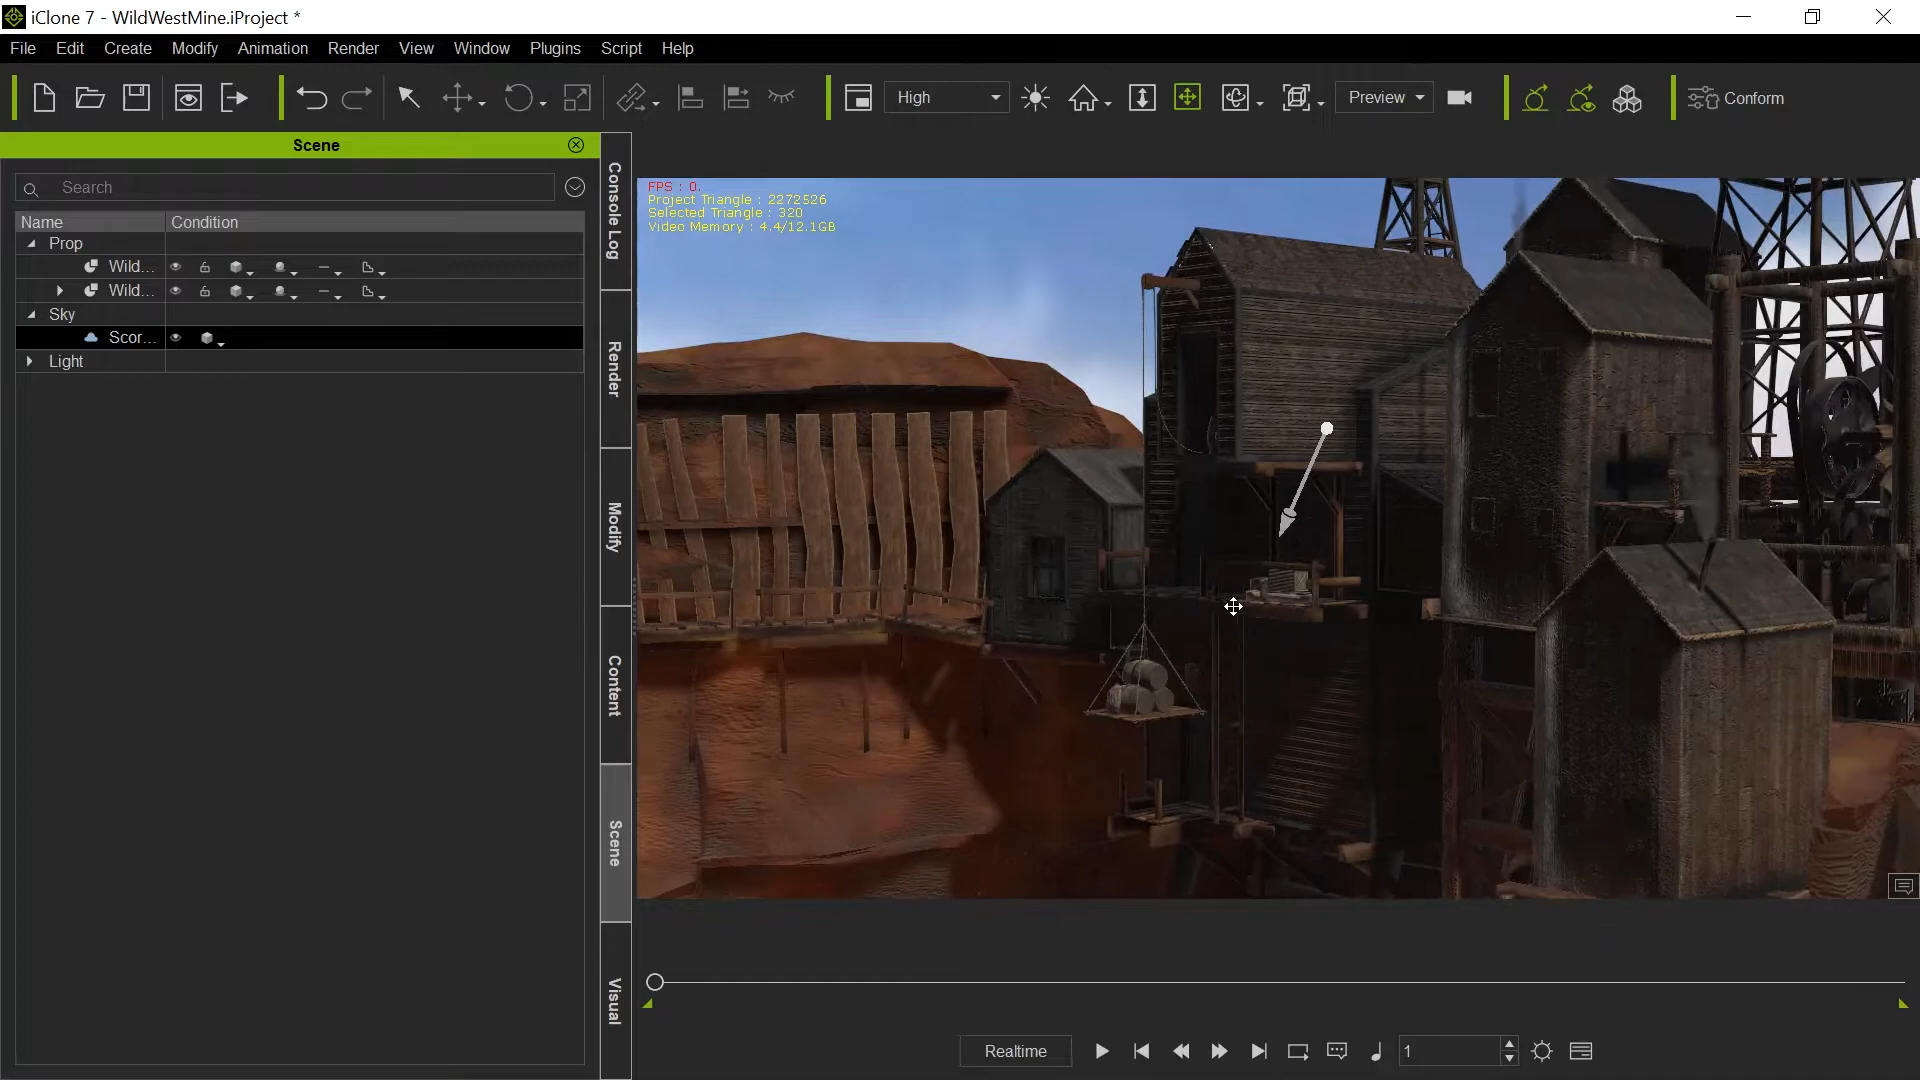 iClone 7 - WildWestMine.iProject *
File Edit Create Modify Animation Render View Window Plugins Script Help
High
Preview
Conform
Scene
Search
Name Condition
Prop
Wild...
Wild...
Sky
Scor...
Light
Console Log
Render
Modify
Content
Scene
Visual
FPS : 0.
Project Triangle : 2272526
Selected Triangle : 320
Video Memory : 4.4/12.1GB
Realtime
1